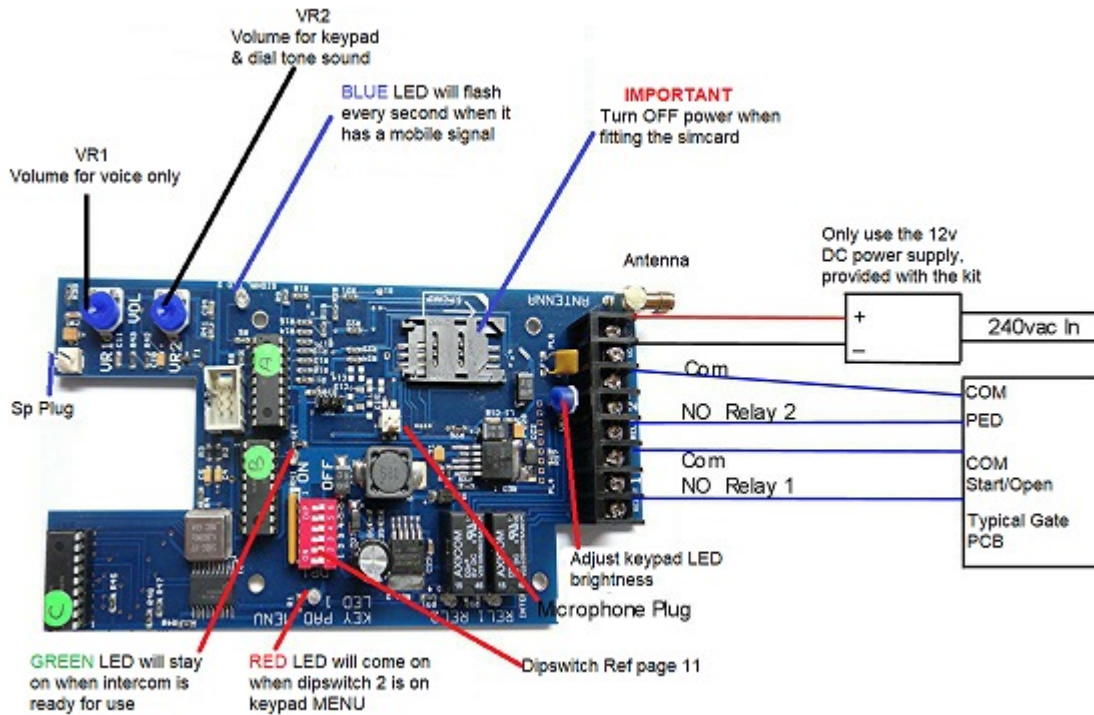 VR2
Volume for keypad
& dial tone sound
BLUE LED will flash
every second when it
has a mobile signal
IMPORTANT
Turn OFF power when
fitting the simcard
VR1
Volume for voice only
Only use the 12v
DC power supply,
provided with the kit
Antenna
ANTENNA
+
–
240vac In
VR1
VOL
VR2
Sp Plug
A
B
C
Com
COM
NO Relay 2
PED
Com
COM
NO Relay 1
Start/Open
Typical Gate
PCB
ON
OFF
AXICOM
AXICOM
Adjust keypad LED
brightness
Microphone Plug
KEY PAD MENU
LED 1
REL2
REL1
Dipswitch Ref page 11
GREEN LED will stay
on when intercom is
ready for use
RED LED will come on
when dipswitch 2 is on
keypad MENU